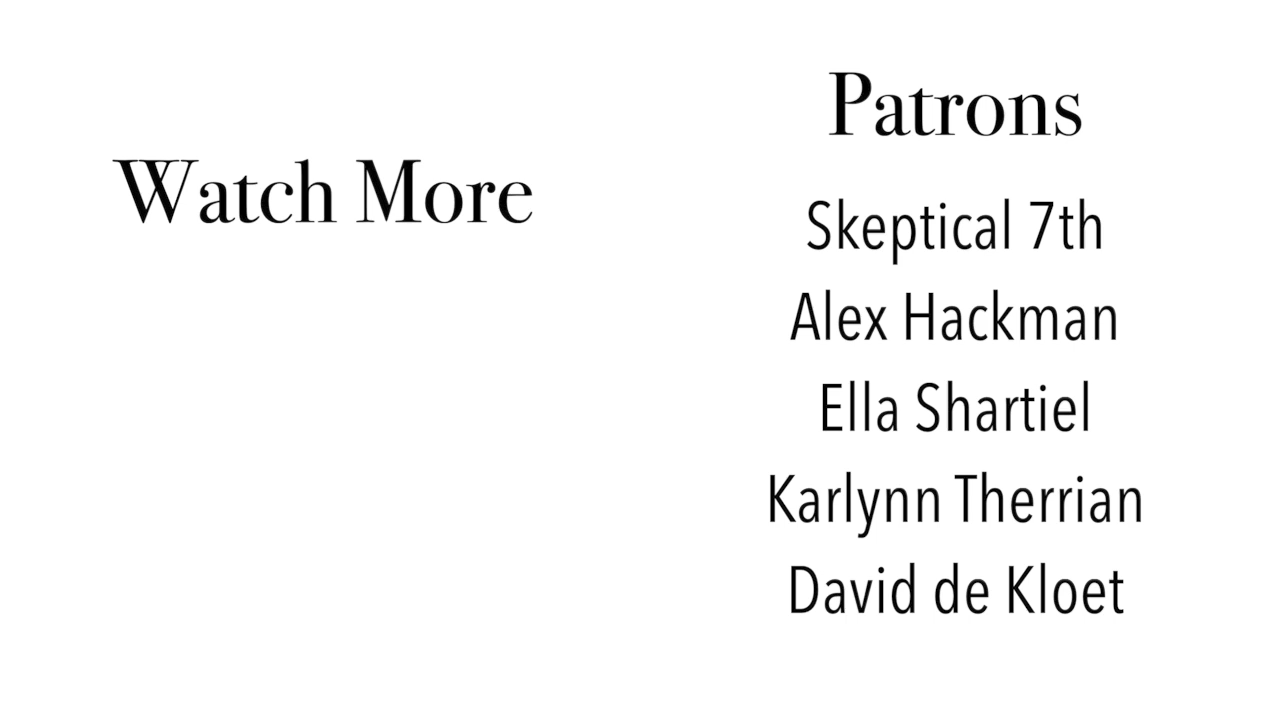 Watch More
Patrons
Skeptical 7th
Alex Hackman
Ella Shartiel
Karlynn Therrian
David de Kloet